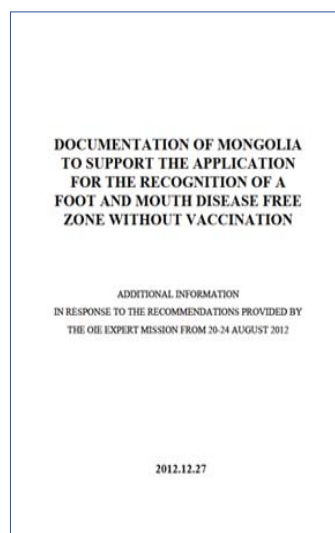 DOCUMENTATION OF MONGOLIA
TO SUPPORT THE APPLICATION
FOR THE RECOGNITION OF A
FOOT AND MOUTH DISEASE FREE
ZONE WITHOUT VACCINATION
ADDITIONAL INFORMATION
IN RESPONSE TO THE RECOMMENDATIONS PROVIDED BY
THE OIE EXPERT MISSION FROM 20-24 AUGUST 2012
2012.12.27